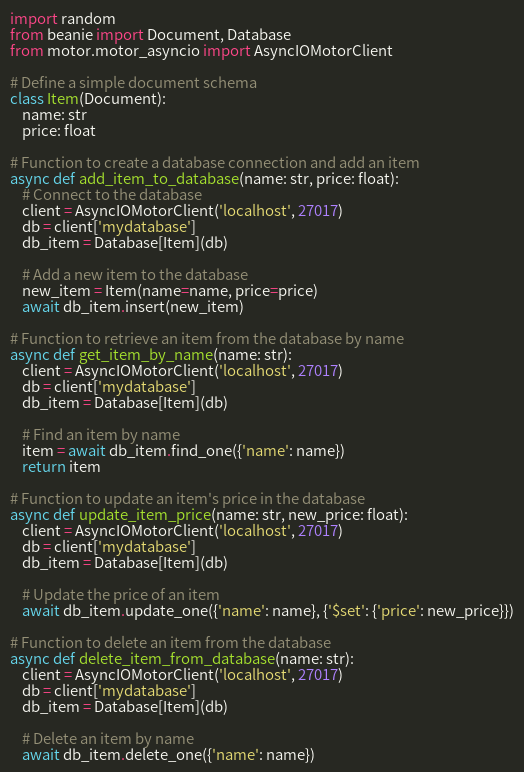 import random
from beanie import Document, Database
from motor.motor_asyncio import AsyncIOMotorClient

# Define a simple document schema
class Item(Document):
    name: str
    price: float

# Function to create a database connection and add an item
async def add_item_to_database(name: str, price: float):
    # Connect to the database
    client = AsyncIOMotorClient('localhost', 27017)
    db = client['mydatabase']
    db_item = Database[Item](db)

    # Add a new item to the database
    new_item = Item(name=name, price=price)
    await db_item.insert(new_item)

# Function to retrieve an item from the database by name
async def get_item_by_name(name: str):
    client = AsyncIOMotorClient('localhost', 27017)
    db = client['mydatabase']
    db_item = Database[Item](db)

    # Find an item by name
    item = await db_item.find_one({'name': name})
    return item

# Function to update an item's price in the database
async def update_item_price(name: str, new_price: float):
    client = AsyncIOMotorClient('localhost', 27017)
    db = client['mydatabase']
    db_item = Database[Item](db)

    # Update the price of an item
    await db_item.update_one({'name': name}, {'$set': {'price': new_price}})

# Function to delete an item from the database
async def delete_item_from_database(name: str):
    client = AsyncIOMotorClient('localhost', 27017)
    db = client['mydatabase']
    db_item = Database[Item](db)

    # Delete an item by name
    await db_item.delete_one({'name': name})